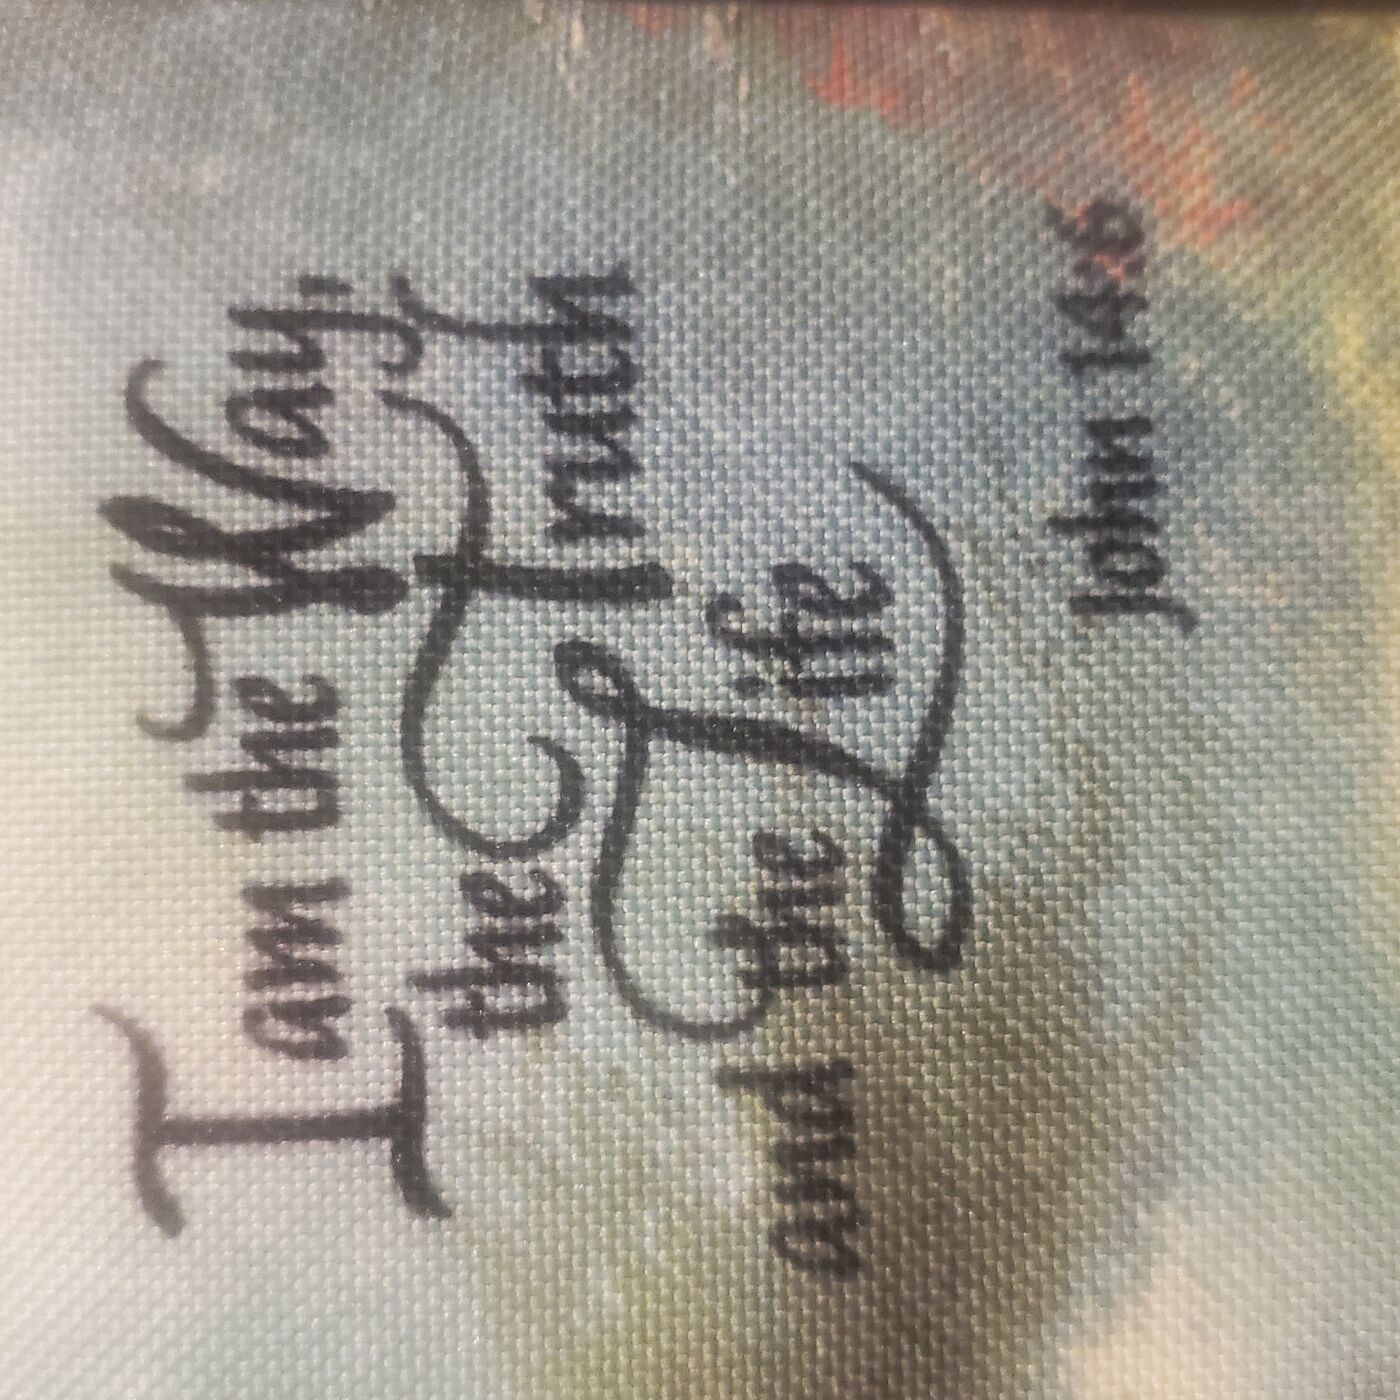 I am the Way,
the Truth
and the Life
John 14:6